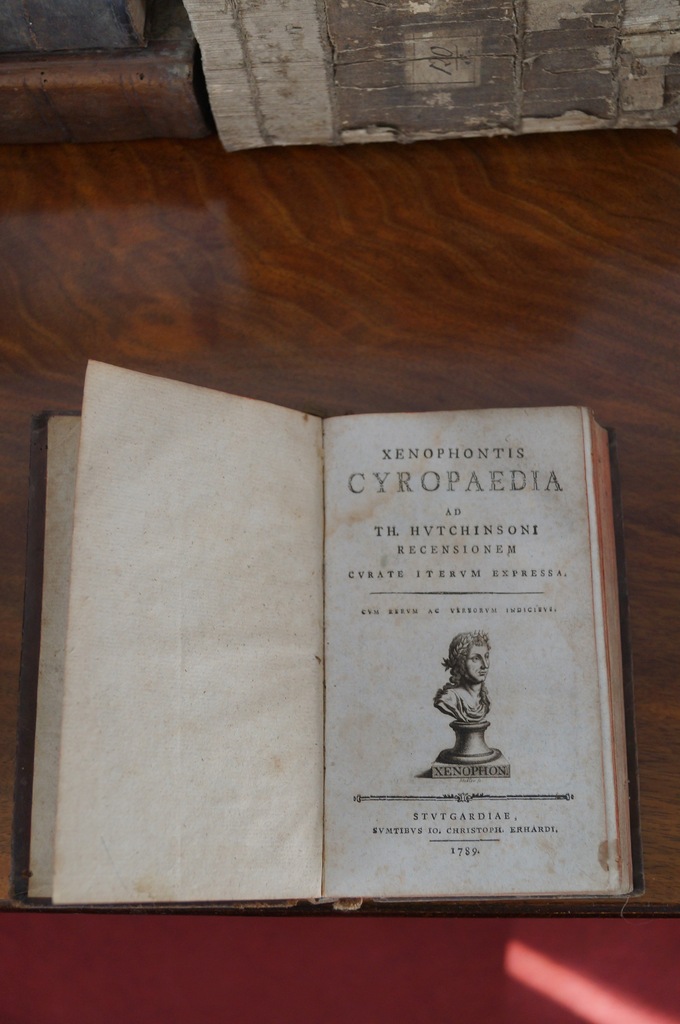 XENOPHONTIS
CYROPAEDIA
AD
TH. HVTCHINSONI
RECENSIONEM
CVRATE ITERVM EXPRESSA.
CVM RERVM AC VERBORVM INDICIBVS.
XENOPHON.
STVTGARDIAE,
SVMTIBVS IO. CHRISTOPH. ERHARDI,
1789.